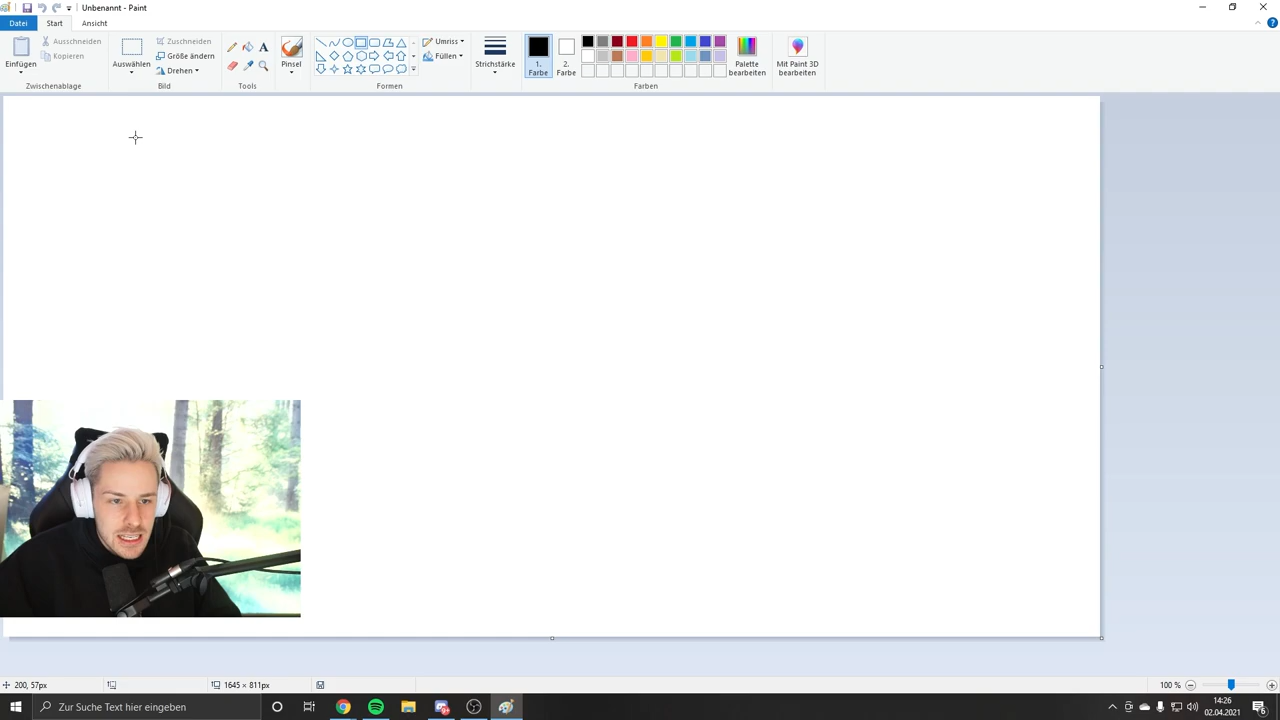 Unbenannt - Paint
Datei
Start
Ansicht
Einfügen
Ausschneiden
Kopieren
Zwischenablage
Auswählen
Zuschneiden
Größe ändern
Drehen
Bild
A
Tools
Pinsel
Formen
Umriss
Füllen
Strichstärke
1.
Farbe
2.
Farbe
Farben
Palette
bearbeiten
Mit Paint 3D
bearbeiten
200, 57px
1645 × 811px
100 %
Zur Suche Text hier eingeben
14:26
02.04.2021